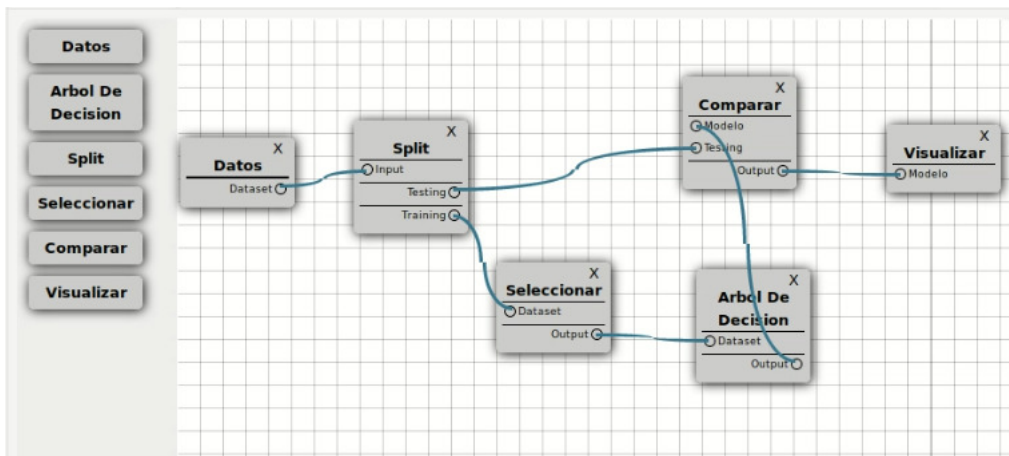 Datos
Arbol De
Decision
Split
Seleccionar
Comparar
Visualizar
X
Datos
Dataset
X
Split
Input
Testing
Training
X
Seleccionar
Dataset
Output
X
Comparar
Modelo
Testing
Output
X
Arbol De
Decision
Dataset
Output
X
Visualizar
Modelo